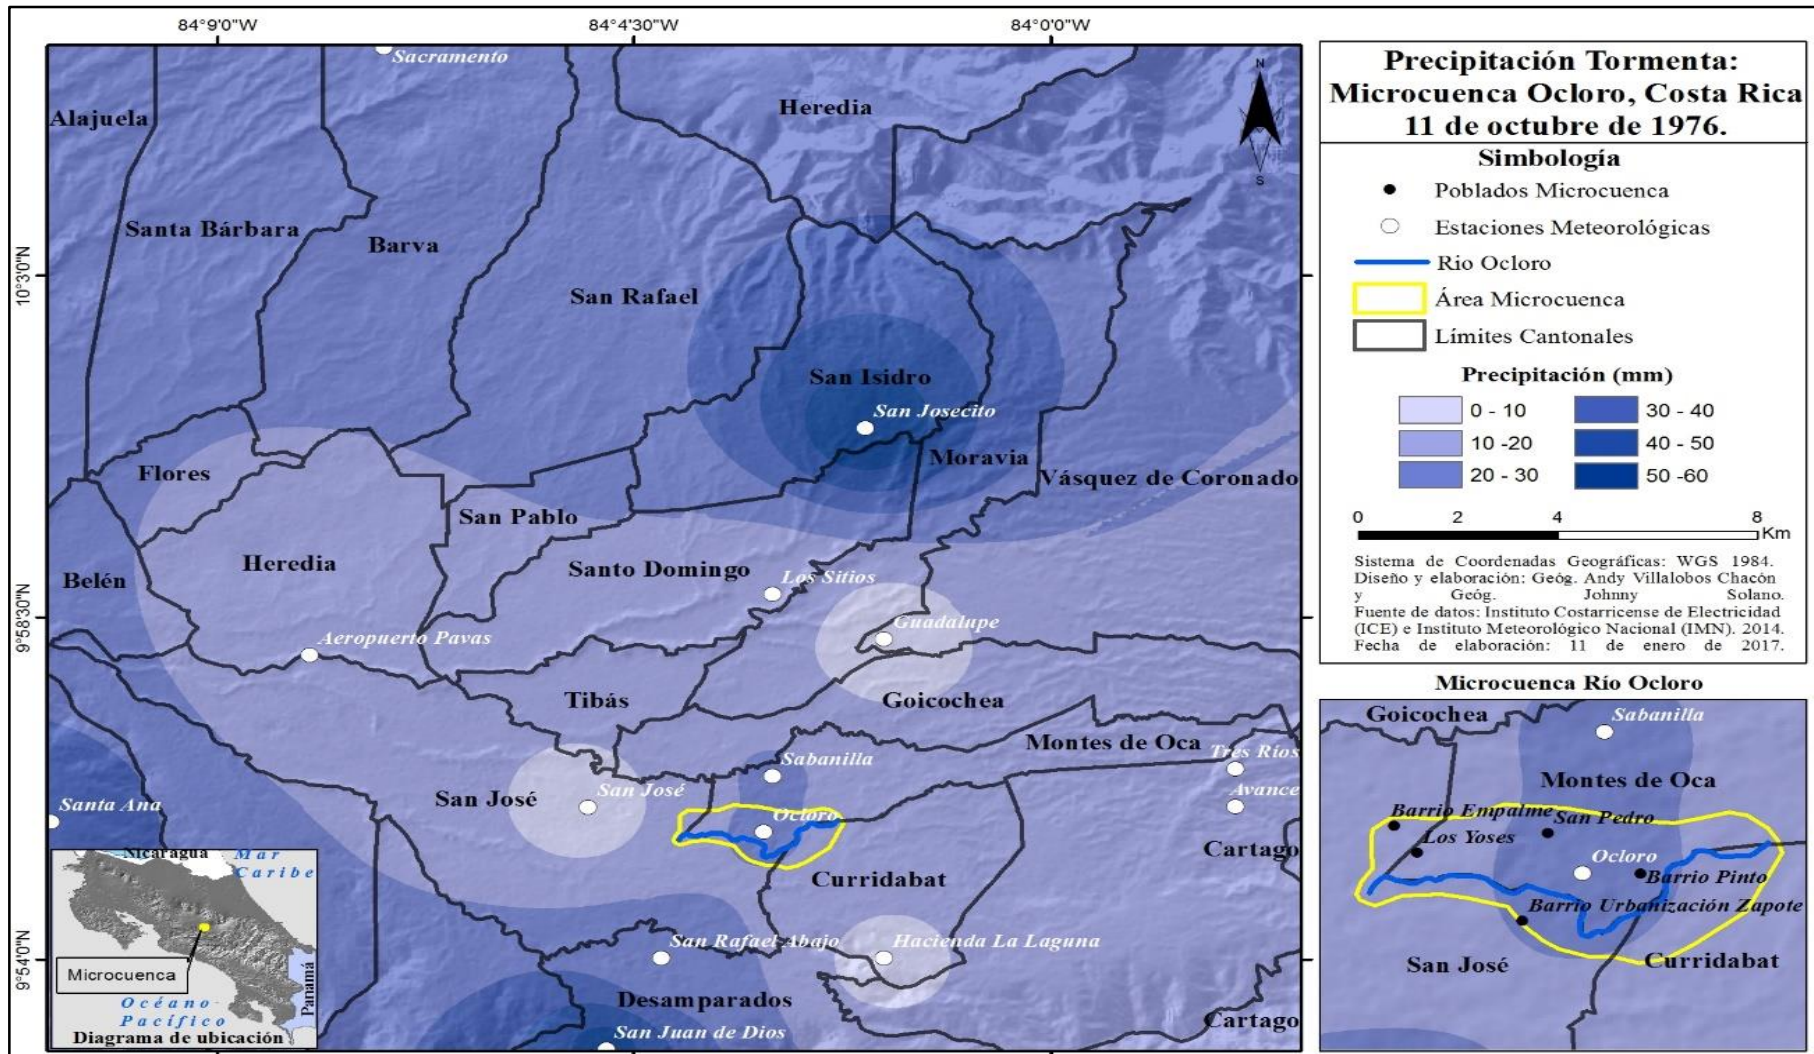 84°9'0"W
84°4'30"W
84°0'0"W
10°3'0"N
9°58'30"N
9°54'0"N
Sacramento
Alajuela
Heredia
Santa Bárbara
Barva
San Rafael
San Isidro
San Josecito
Flores
Moravia
Vásquez de Coronado
San Pablo
Heredia
Santo Domingo
Belén
Los Sitios
Guadalupe
Aeropuerto Pavas
Tibás
Goicochea
Montes de Oca
Tres Ríos
Sabanilla
San José
San José
Avance
Santa Ana
Ocloro
Cartago
Curridabat
San Rafael Abajo
Hacienda La Laguna
Desamparados
San Juan de Dios
Cartago
Nicaragua
Mar
Caribe
Microcuenca
Panamá
Océano
Pacífico
Diagrama de ubicación
Precipitación Tormenta:
Microcuenca Ocloro, Costa Rica
11 de octubre de 1976.
N
S
Simbología
Poblados Microcuenca
Estaciones Meteorológicas
Rio Ocloro
Área Microcuenca
Límites Cantonales
Precipitación (mm)
0 - 10 30 - 40
10 -20 40 - 50
20 - 30 50 -60
0 2 4 8
Km
Sistema de Coordenadas Geográficas: WGS 1984.
Diseño y elaboración: Geóg. Andy Villalobos Chacón
y Geóg. Johnny Solano.
Fuente de datos: Instituto Costarricense de Electricidad
(ICE) e Instituto Meteorológico Nacional (IMN). 2014.
Fecha de elaboración: 11 de enero de 2017.
Microcuenca Río Ocloro
Goicochea
Sabanilla
Montes de Oca
Barrio Empalme
San Pedro
Los Yoses
Ocloro
Barrio Pinto
Barrio Urbanización Zapote
San José
Curridabat